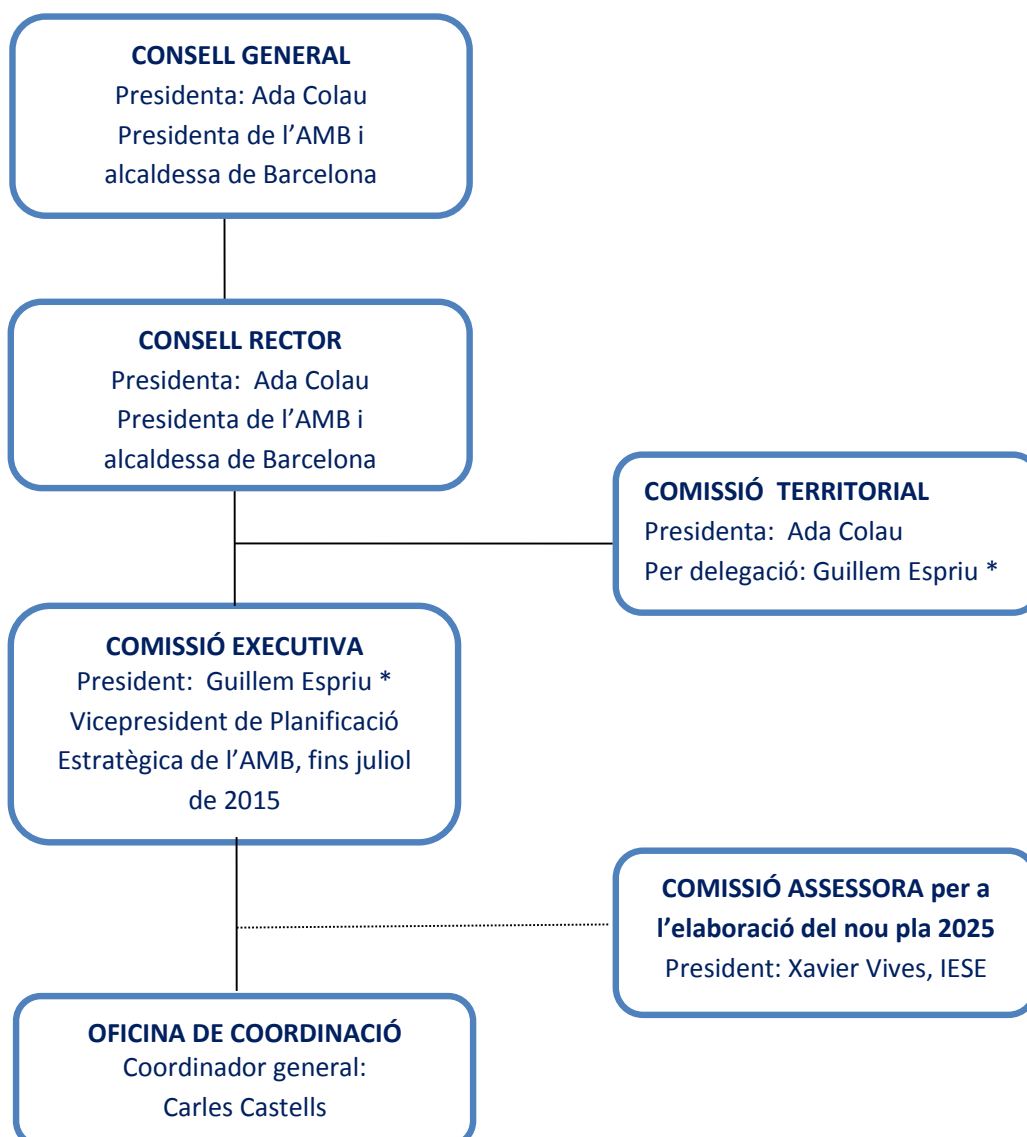 CONSELL GENERAL
Presidenta: Ada Colau
Presidenta de l’AMB i
alcaldessa de Barcelona
CONSELL RECTOR
Presidenta:  Ada Colau
Presidenta de l’AMB i
alcaldessa de Barcelona
COMISSIÓ  TERRITORIAL
Presidenta:  Ada Colau
Per delegació: Guillem Espriu *
COMISSIÓ EXECUTIVA
President:  Guillem Espriu *
Vicepresident de Planificació
Estratègica de l’AMB, fins juliol
de 2015
COMISSIÓ ASSESSORA per a
l’elaboració del nou pla 2025
President: Xavier Vives, IESE
OFICINA DE COORDINACIÓ
Coordinador general:
Carles Castells